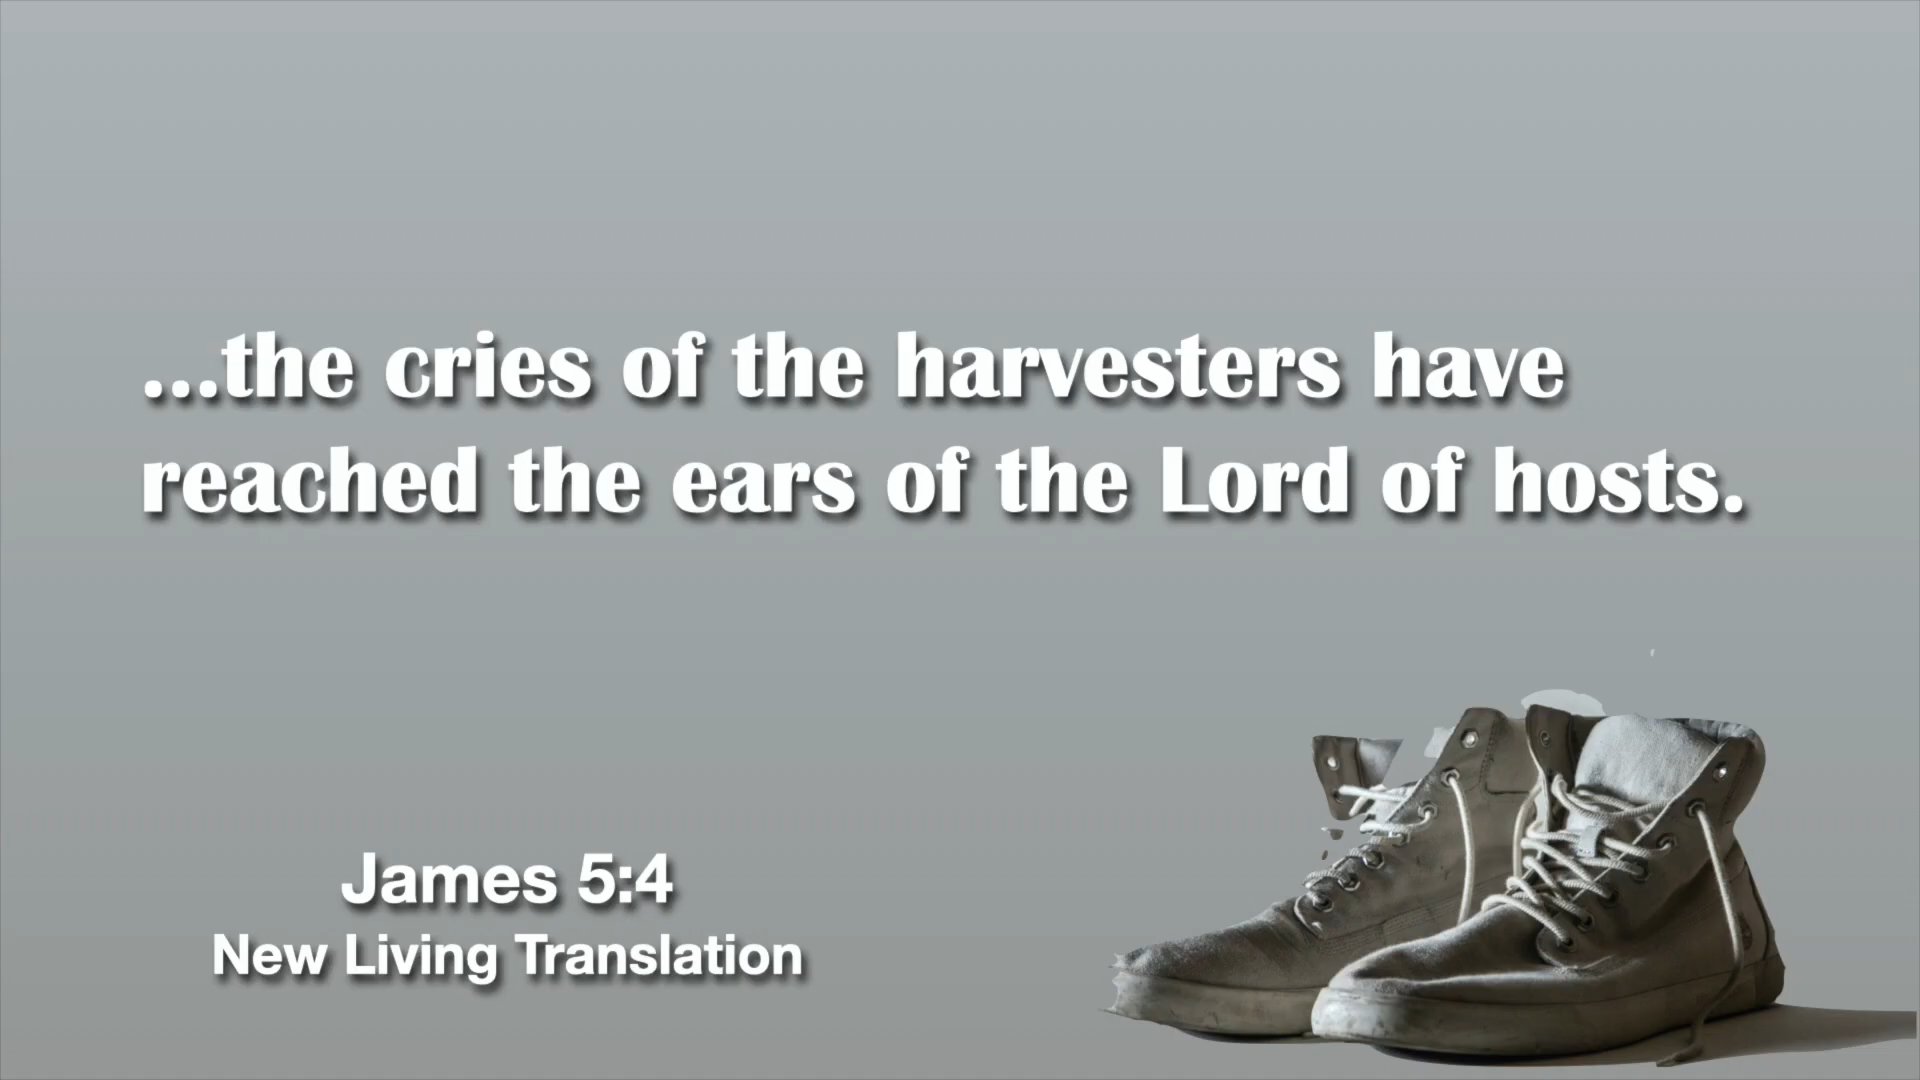 ...the cries of the harvesters have
reached the ears of the Lord of hosts.
James 5:4
New Living Translation